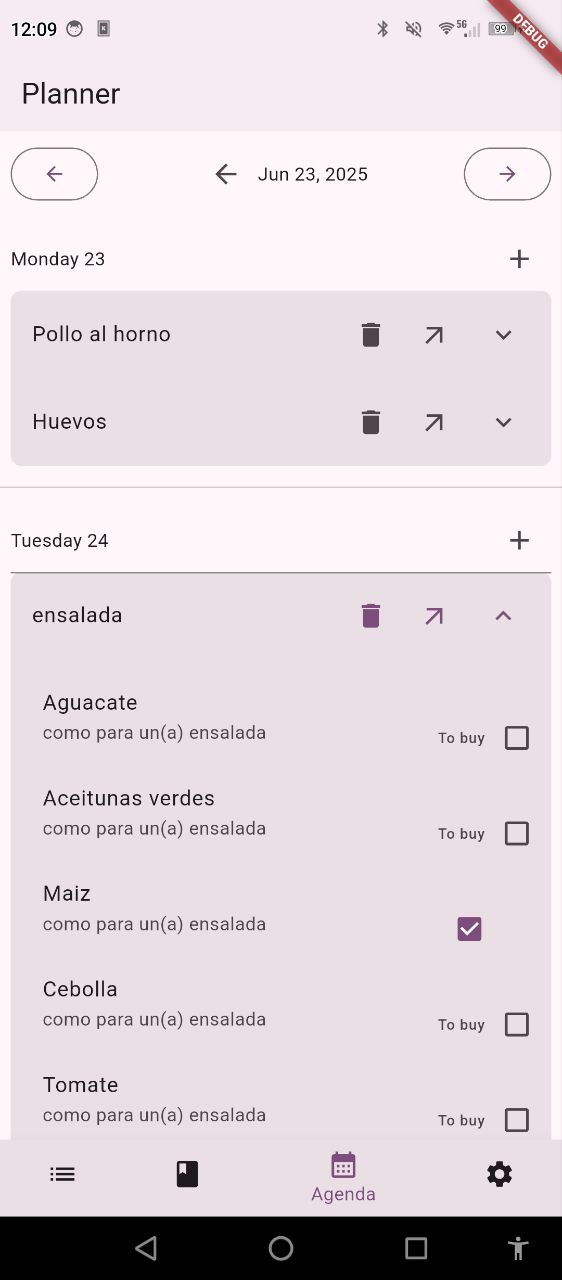 12:09
5G
99
DEBUG
Planner
Jun 23, 2025
Monday 23
Pollo al horno
Huevos
Tuesday 24
ensalada
Aguacate
como para un(a) ensalada
To buy
Aceitunas verdes
como para un(a) ensalada
To buy
Maiz
como para un(a) ensalada
Cebolla
como para un(a) ensalada
To buy
Tomate
como para un(a) ensalada
To buy
Agenda